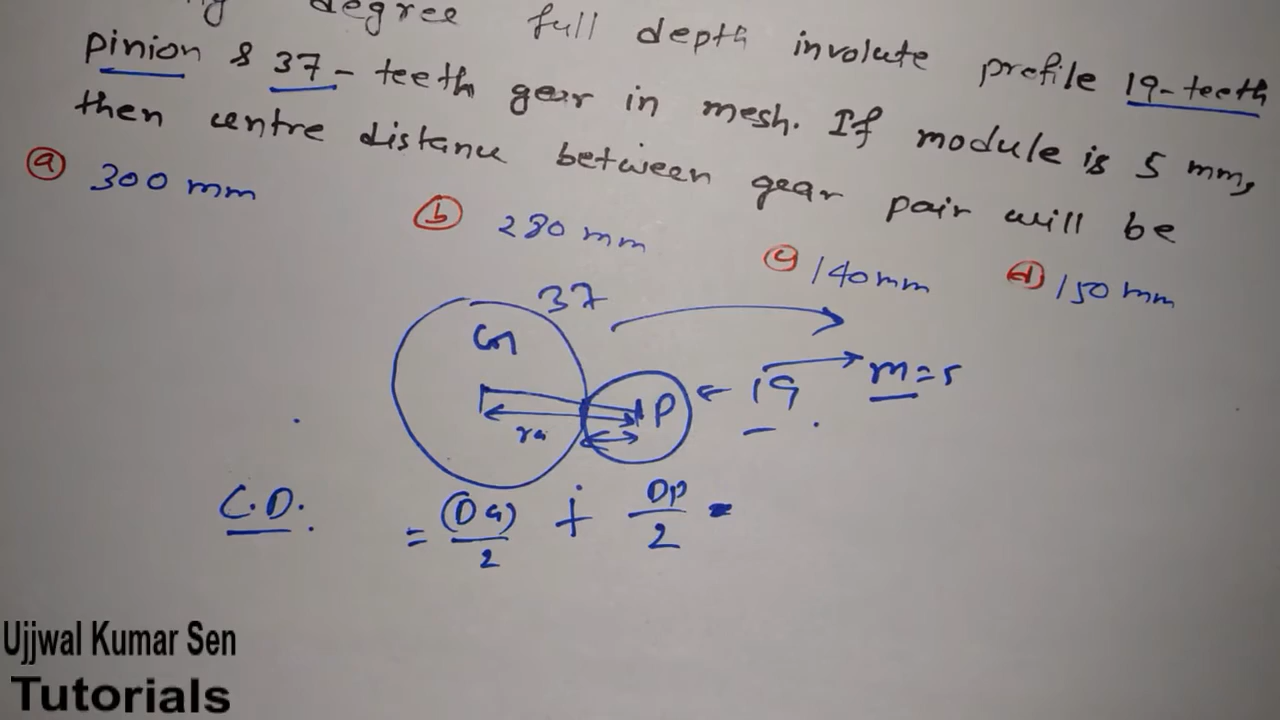 degree full depth involute profile 19-teeth
pinion & 37-teeth gear in mesh. If module is 5 mm,
then centre distance between gear pair will be
(a) 300 mm
(b) 280 mm
(c) 140mm
(d) 150 mm
37
G
P
19
m=5
C.D. = (DG)/2 + DP/2
Ujjwal Kumar Sen
Tutorials